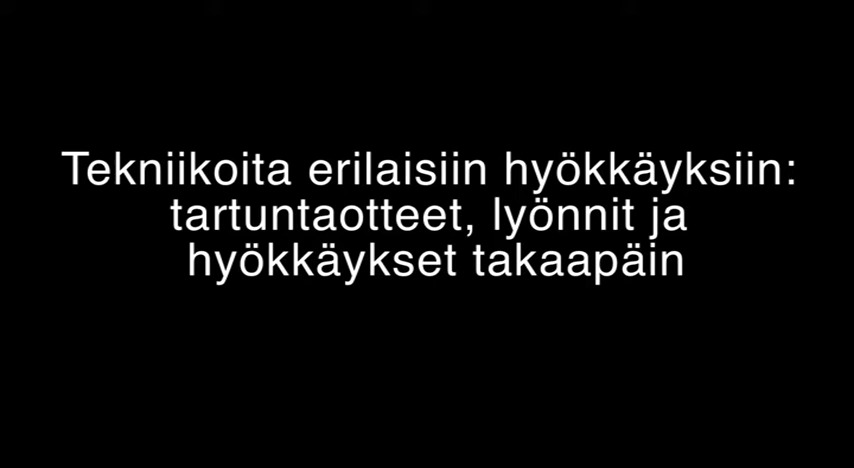 Tekniikoita erilaisiin hyökkäyksiin:
tartuntaotteet, lyönnit ja
hyökkäykset takaapäin